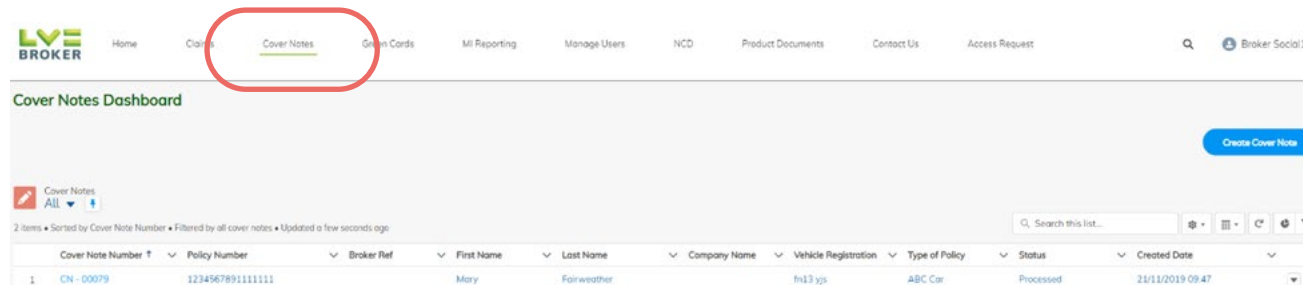 LVE BROKER
Home Claims Cover Notes Green Cards MI Reporting Manage Users NCD Product Documents Contact Us Access Request Broker Social1
Cover Notes Dashboard
Create Cover Note
Cover Notes
All
2 items • Sorted by Cover Note Number • Filtered by all cover notes • Updated a few seconds ago
Search this list...
Cover Note Number Policy Number Broker Ref First Name Last Name Company Name Vehicle Registration Type of Policy Status Created Date
1 CN - 00079 1234567891111111 Mary Fairweather fn13 yjs ABC Car Processed 21/11/2019 09:47